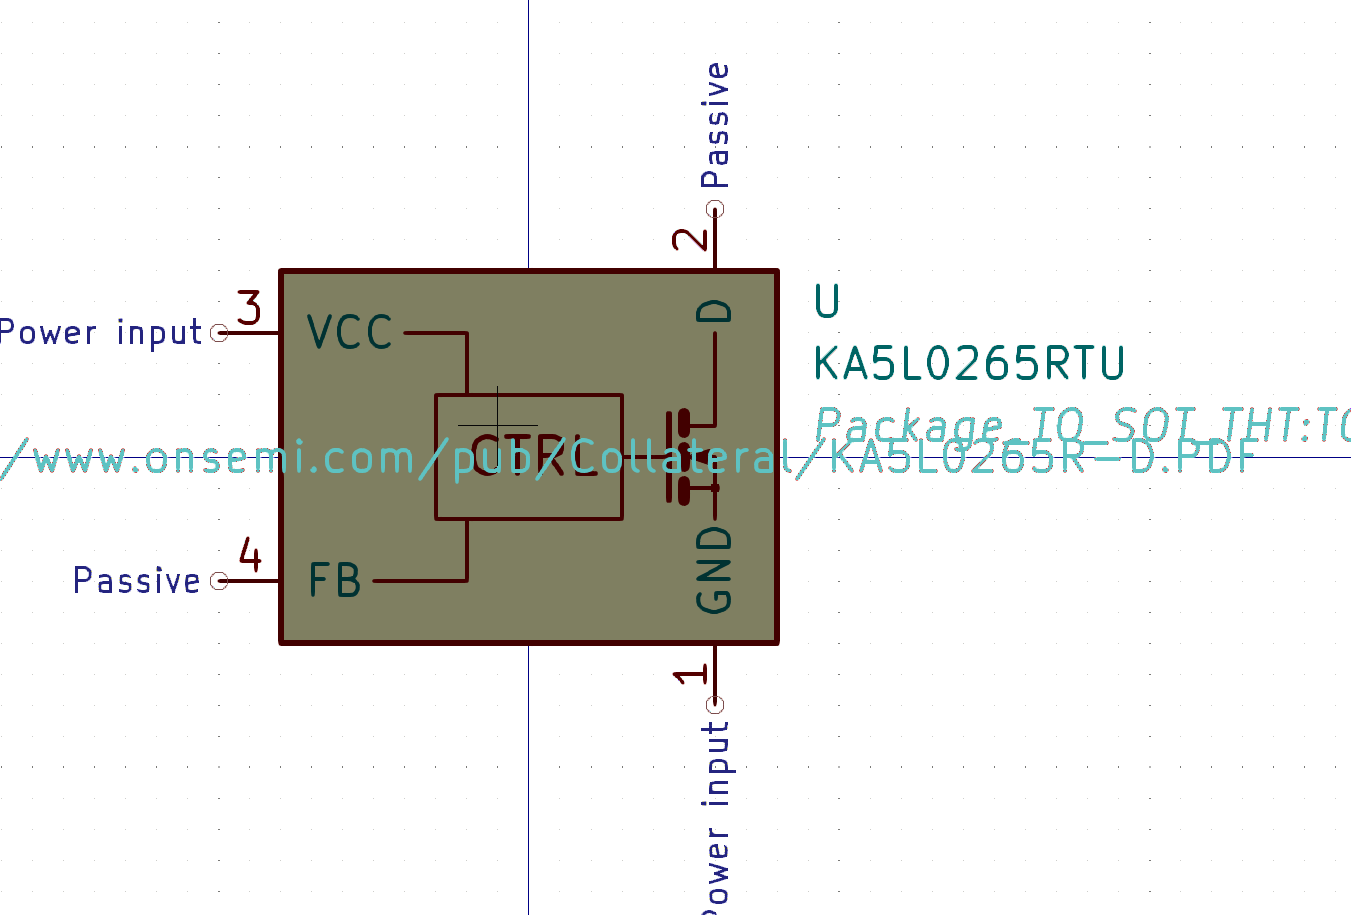 Passive
2
3
Power input
VCC
D
U
KA5L0265RTU
Package_TO_SOT_THT:TO
/www.onsemi.com/pub/Collateral/KA5L0265R-D.PDF
CTRL
4
Passive
FB
GND
1
Power input